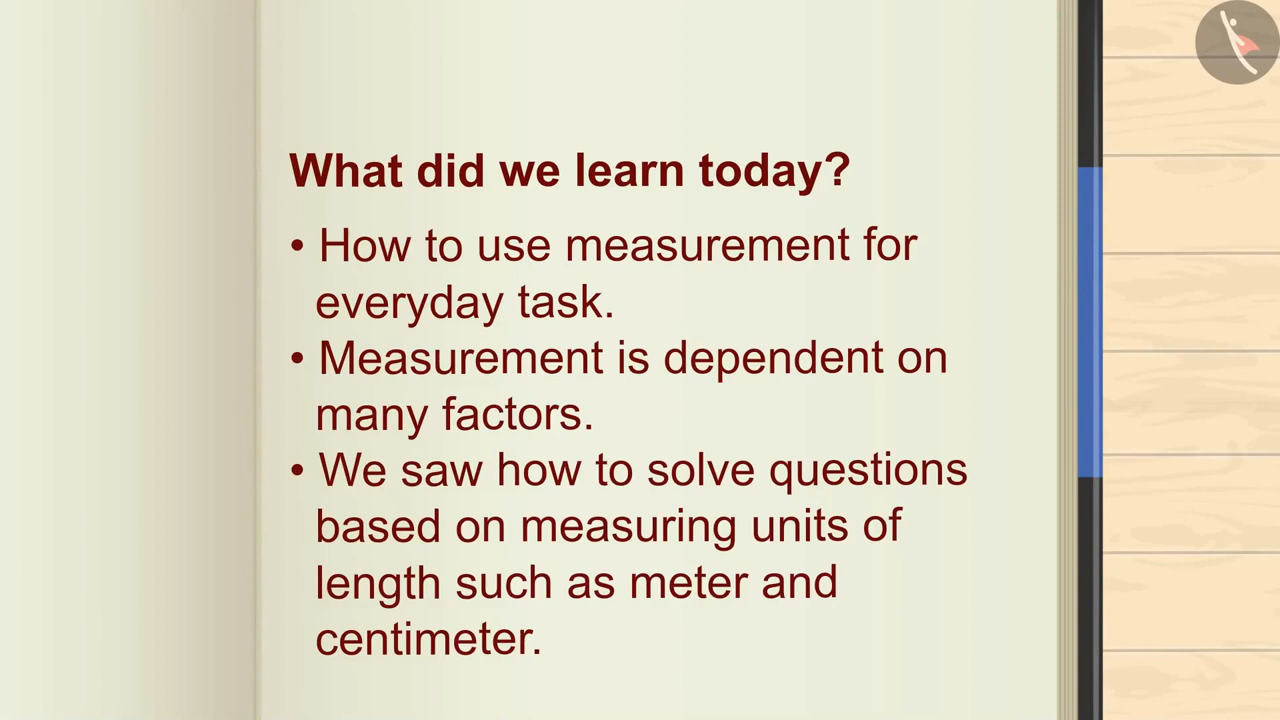 What did we learn today?
• How to use measurement for
everyday task.
• Measurement is dependent on
many factors.
• We saw how to solve questions
based on measuring units of
length such as meter and
centimeter.